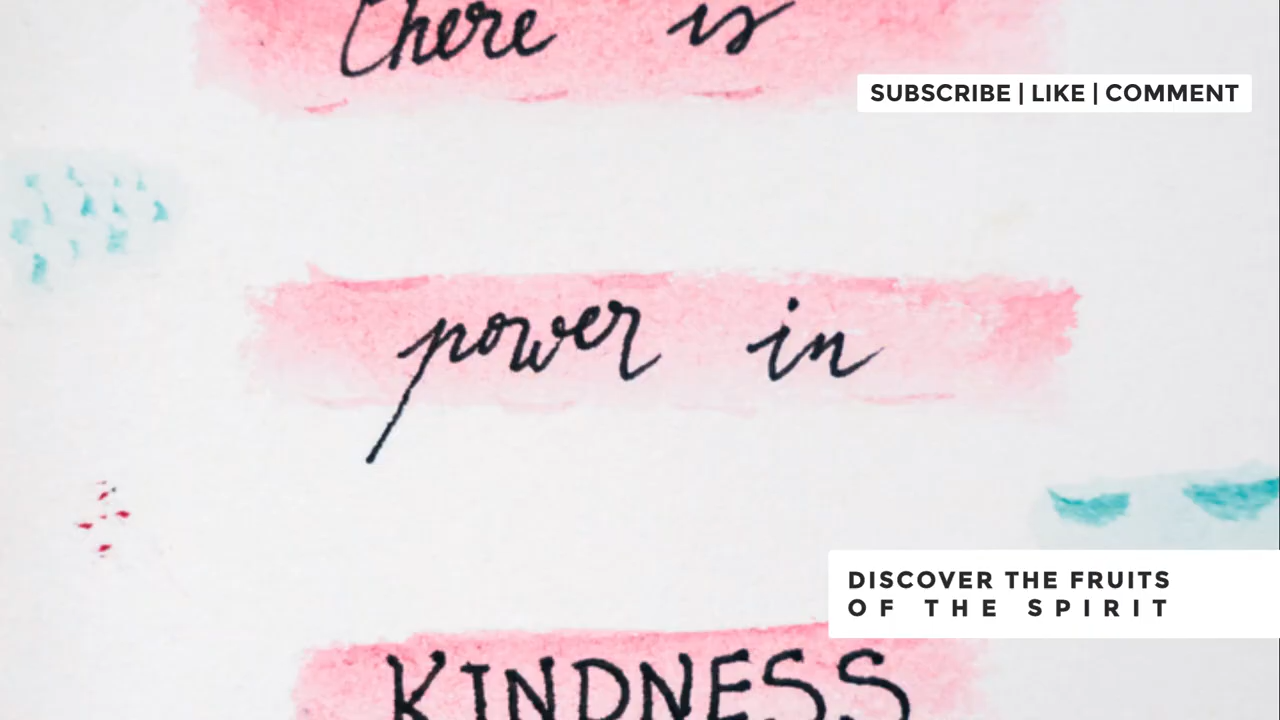 There is
SUBSCRIBE | LIKE | COMMENT
power in
DISCOVER THE FRUITS
OF THE SPIRIT
KINDNESS